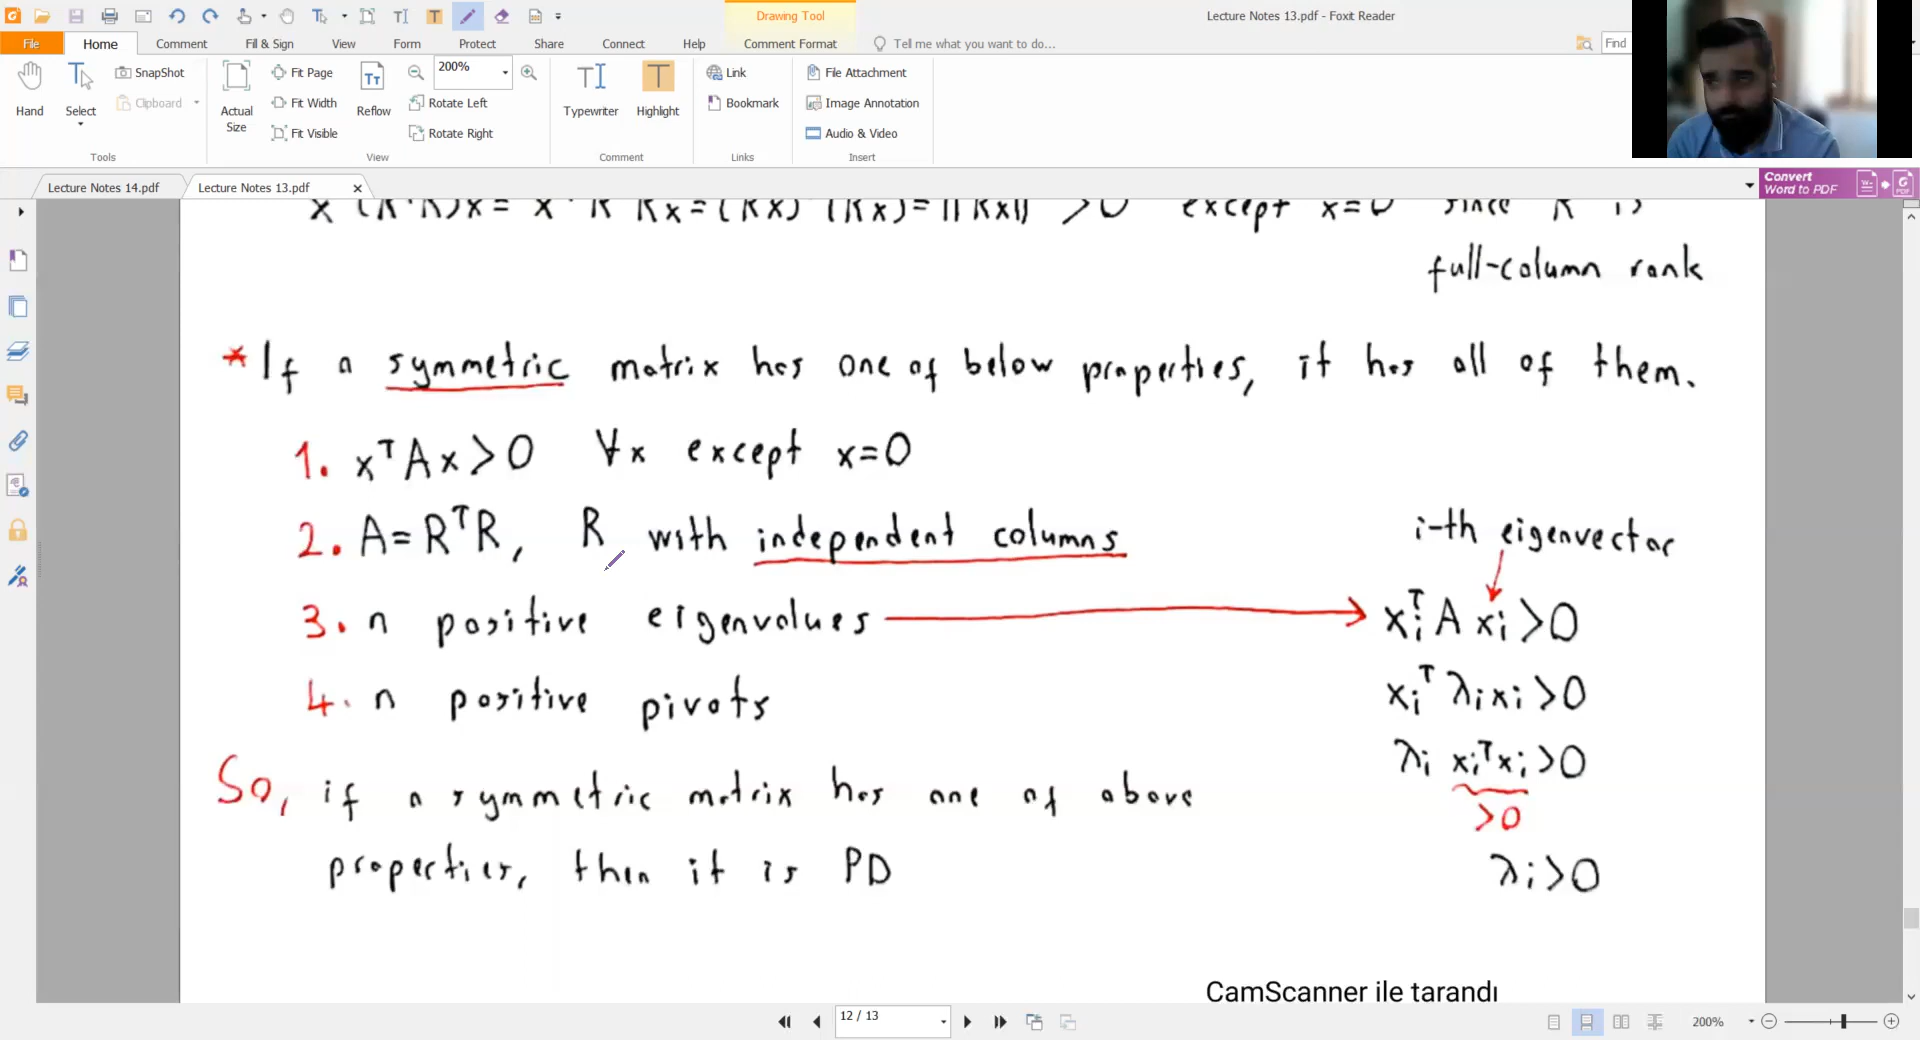 Drawing Tool
Lecture Notes 13.pdf - Foxit Reader
File Home Comment Fill & Sign View Form Protect Share Connect Help Comment Format Tell me what you want to do... Find
SnapShot Fit Page 200% Link File Attachment
Hand Select Clipboard Actual Size Fit Width Reflow Rotate Left Typewriter Highlight Bookmark Image Annotation
Fit Visible Rotate Right Audio & Video
Tools View Comment Links Insert
Lecture Notes 14.pdf Lecture Notes 13.pdf
Convert
Word to PDF
except x=0 since R is
full-column rank
* If a symmetric matrix has one of below properties, it has all of them.
1. xᵀAx>0 ∀x except x=0
2. A=RᵀR, R with independent columns
i-th eigenvector
3. n positive eigenvalues → xᵢᵀA xᵢ>0
4. n positive pivots
xᵢᵀ λᵢxᵢ>0
λᵢ xᵢᵀxᵢ>0
>0
So, if a symmetric matrix has one of above
properties, then it is PD
λᵢ>0
CamScanner ile tarandı
12 / 13
200%